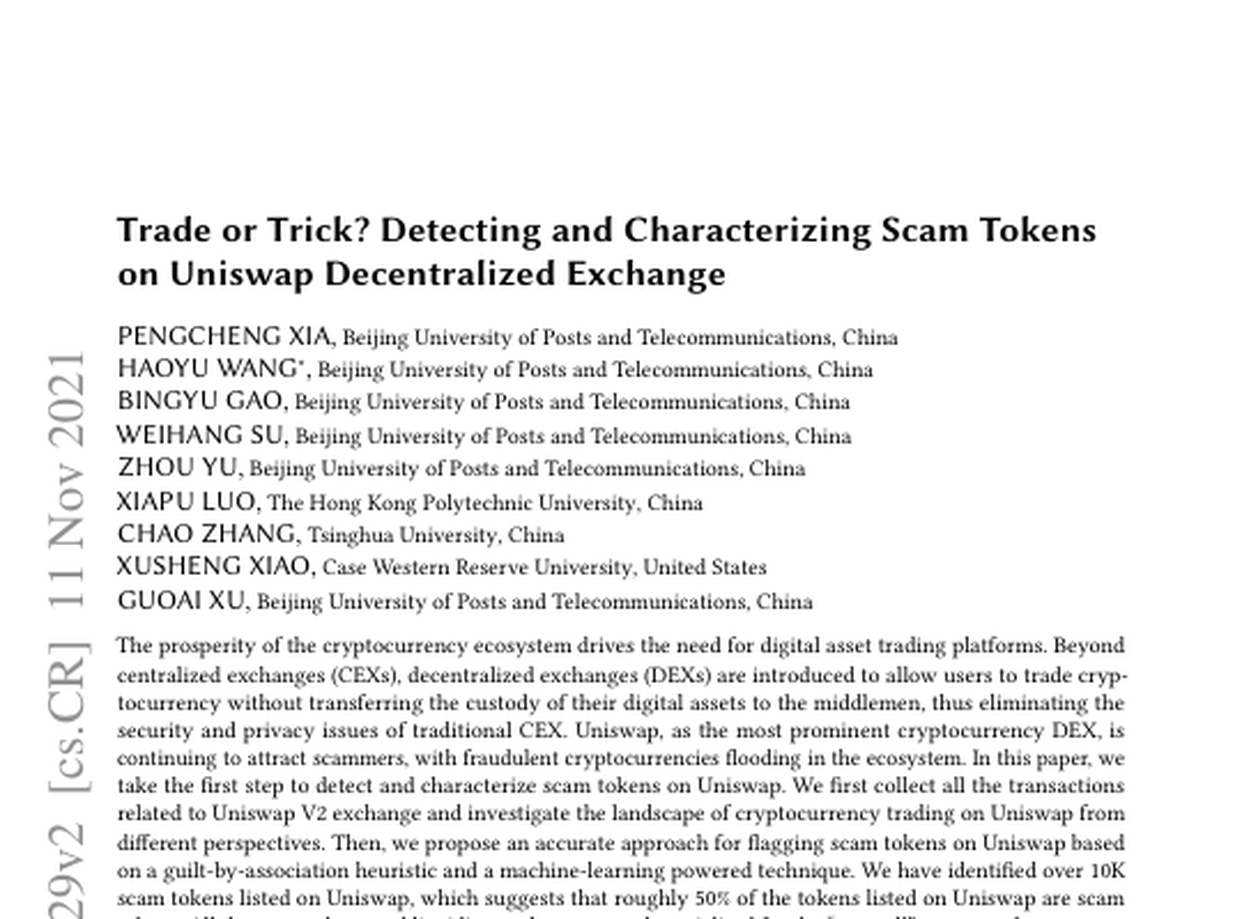 Trade or Trick? Detecting and Characterizing Scam Tokens
on Uniswap Decentralized Exchange
PENGCHENG XIA, Beijing University of Posts and Telecommunications, China
HAOYU WANG*, Beijing University of Posts and Telecommunications, China
BINGYU GAO, Beijing University of Posts and Telecommunications, China
WEIHANG SU, Beijing University of Posts and Telecommunications, China
ZHOU YU, Beijing University of Posts and Telecommunications, China
XIAPU LUO, The Hong Kong Polytechnic University, China
CHAO ZHANG, Tsinghua University, China
XUSHENG XIAO, Case Western Reserve University, United States
GUOAI XU, Beijing University of Posts and Telecommunications, China
The prosperity of the cryptocurrency ecosystem drives the need for digital asset trading platforms. Beyond
centralized exchanges (CEXs), decentralized exchanges (DEXs) are introduced to allow users to trade cryp-
tocurrency without transferring the custody of their digital assets to the middlemen, thus eliminating the
security and privacy issues of traditional CEX. Uniswap, as the most prominent cryptocurrency DEX, is
continuing to attract scammers, with fraudulent cryptocurrencies flooding in the ecosystem. In this paper, we
take the first step to detect and characterize scam tokens on Uniswap. We first collect all the transactions
related to Uniswap V2 exchange and investigate the landscape of cryptocurrency trading on Uniswap from
different perspectives. Then, we propose an accurate approach for flagging scam tokens on Uniswap based
on a guilt-by-association heuristic and a machine-learning powered technique. We have identified over 10K
scam tokens listed on Uniswap, which suggests that roughly 50% of the tokens listed on Uniswap are scam
29v2 [cs.CR] 11 Nov 2021